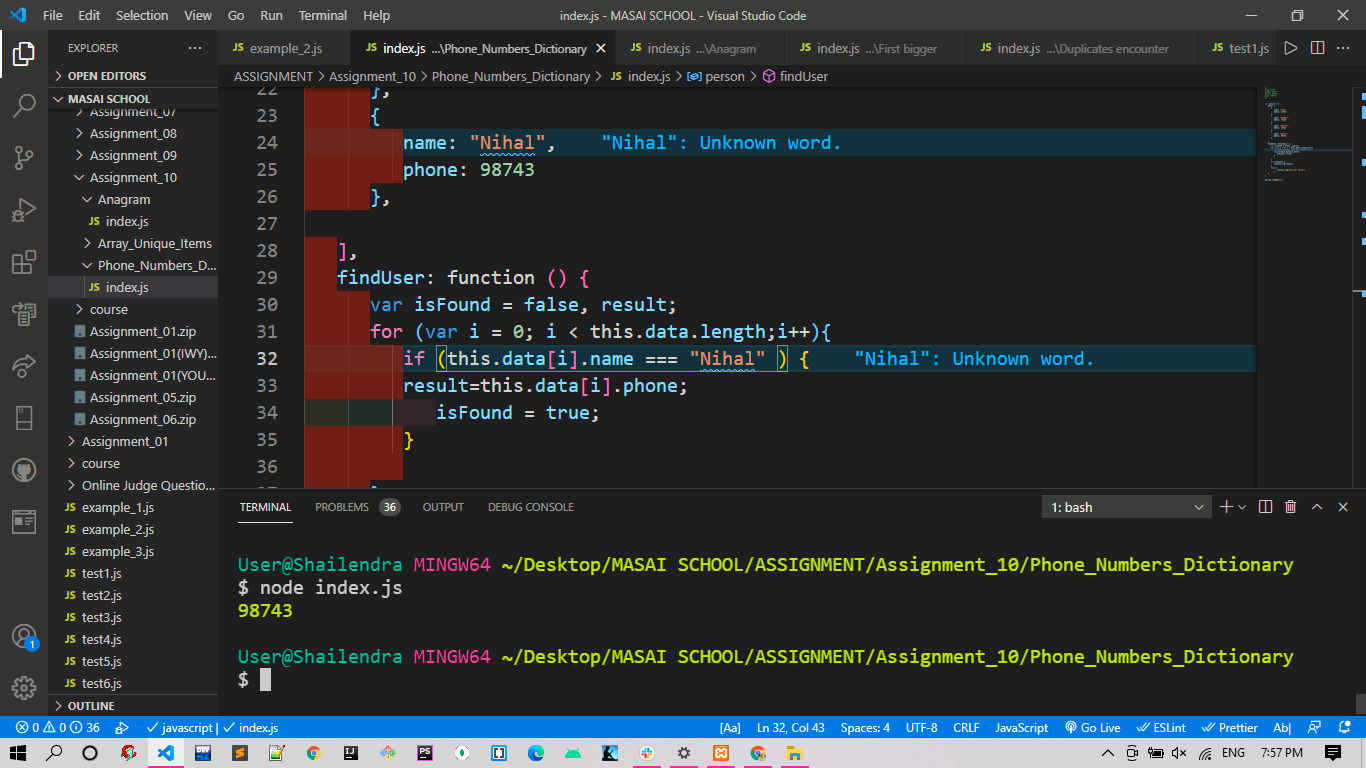 File Edit Selection View Go Run Terminal Help index.js - MASAI SCHOOL - Visual Studio Code
EXPLORER
example_2.js
JS index.js ...\Phone_Numbers_Dictionary
JS index.js ...\Anagram
JS index.js ...\First bigger
JS index.js ...\Duplicates encounter
JS test1.js
ASSIGNMENT > Assignment_10 > Phone_Numbers_Dictionary > JS index.js > person > findUser
OPEN EDITORS
MASAI SCHOOL
Assignment_07
Assignment_08
Assignment_09
Assignment_10
Anagram
JS index.js
Array_Unique_Items
Phone_Numbers_D...
JS index.js
course
Assignment_01.zip
Assignment_01(IWY)...
Assignment_01(YOU...
Assignment_05.zip
Assignment_06.zip
Assignment_01
course
Online Judge Questio...
JS example_1.js
JS example_2.js
JS example_3.js
JS test1.js
JS test2.js
JS test3.js
JS test4.js
JS test5.js
JS test6.js
OUTLINE
22 },
23 {
24 name: "Nihal", "Nihal": Unknown word.
25 phone: 98743
26 },
27
28 ],
29 findUser: function () {
30 var isFound = false, result;
31 for (var i = 0; i < this.data.length;i++){
32 if (this.data[i].name === "Nihal" ) { "Nihal": Unknown word.
33 result=this.data[i].phone;
34 isFound = true;
35 }
36
TERMINAL PROBLEMS 36 OUTPUT DEBUG CONSOLE 1: bash
User@Shailendra MINGW64 ~/Desktop/MASAI SCHOOL/ASSIGNMENT/Assignment_10/Phone_Numbers_Dictionary
$ node index.js
98743
User@Shailendra MINGW64 ~/Desktop/MASAI SCHOOL/ASSIGNMENT/Assignment_10/Phone_Numbers_Dictionary
$
1
0 0 36 javascript | index.js [Aa] Ln 32, Col 43 Spaces: 4 UTF-8 CRLF JavaScript Go Live ESLint Prettier Ab|
ENG 7:57 PM